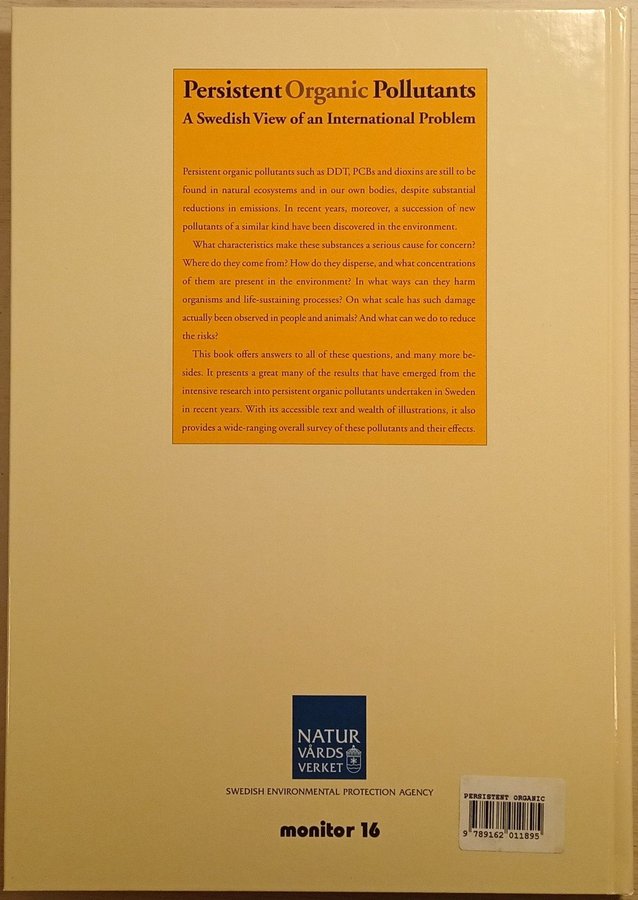 Persistent Organic Pollutants
A Swedish View of an International Problem
Persistent organic pollutants such as DDT, PCBs and dioxins are still to be
found in natural ecosystems and in our own bodies, despite substantial
reductions in emissions. In recent years, moreover, a succession of new
pollutants of a similar kind have been discovered in the environment.
What characteristics make these substances a serious cause for concern?
Where do they come from? How do they disperse, and what concentrations
of them are present in the environment? In what ways can they harm
organisms and life-sustaining processes? On what scale has such damage
actually been observed in people and animals? And what can we do to reduce
the risks?
This book offers answers to all of these questions, and many more be-
sides. It presents a great many of the results that have emerged from the
intensive research into persistent organic pollutants undertaken in Sweden
in recent years. With its accessible text and wealth of illustrations, it also
provides a wide-ranging overall survey of these pollutants and their effects.
NATUR
VÅRDS
VERKET
SWEDISH ENVIRONMENTAL PROTECTION AGENCY
monitor 16
PERSISTENT ORGANIC
9 789162 011895